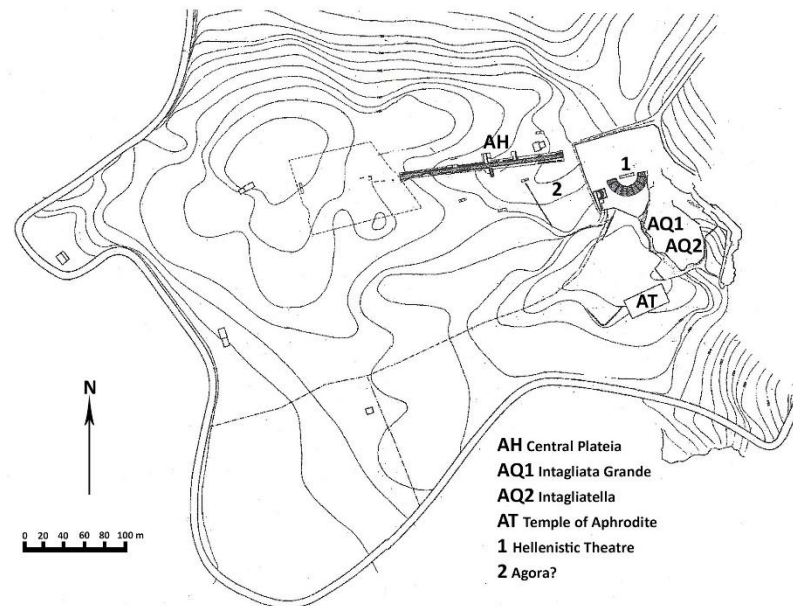 AH
1
2
AQ1
AQ2
AT
N
0 20 40 60 80 100 m
AH Central Plateia
AQ1 Intagliata Grande
AQ2 Intagliatella
AT Temple of Aphrodite
1 Hellenistic Theatre
2 Agora?